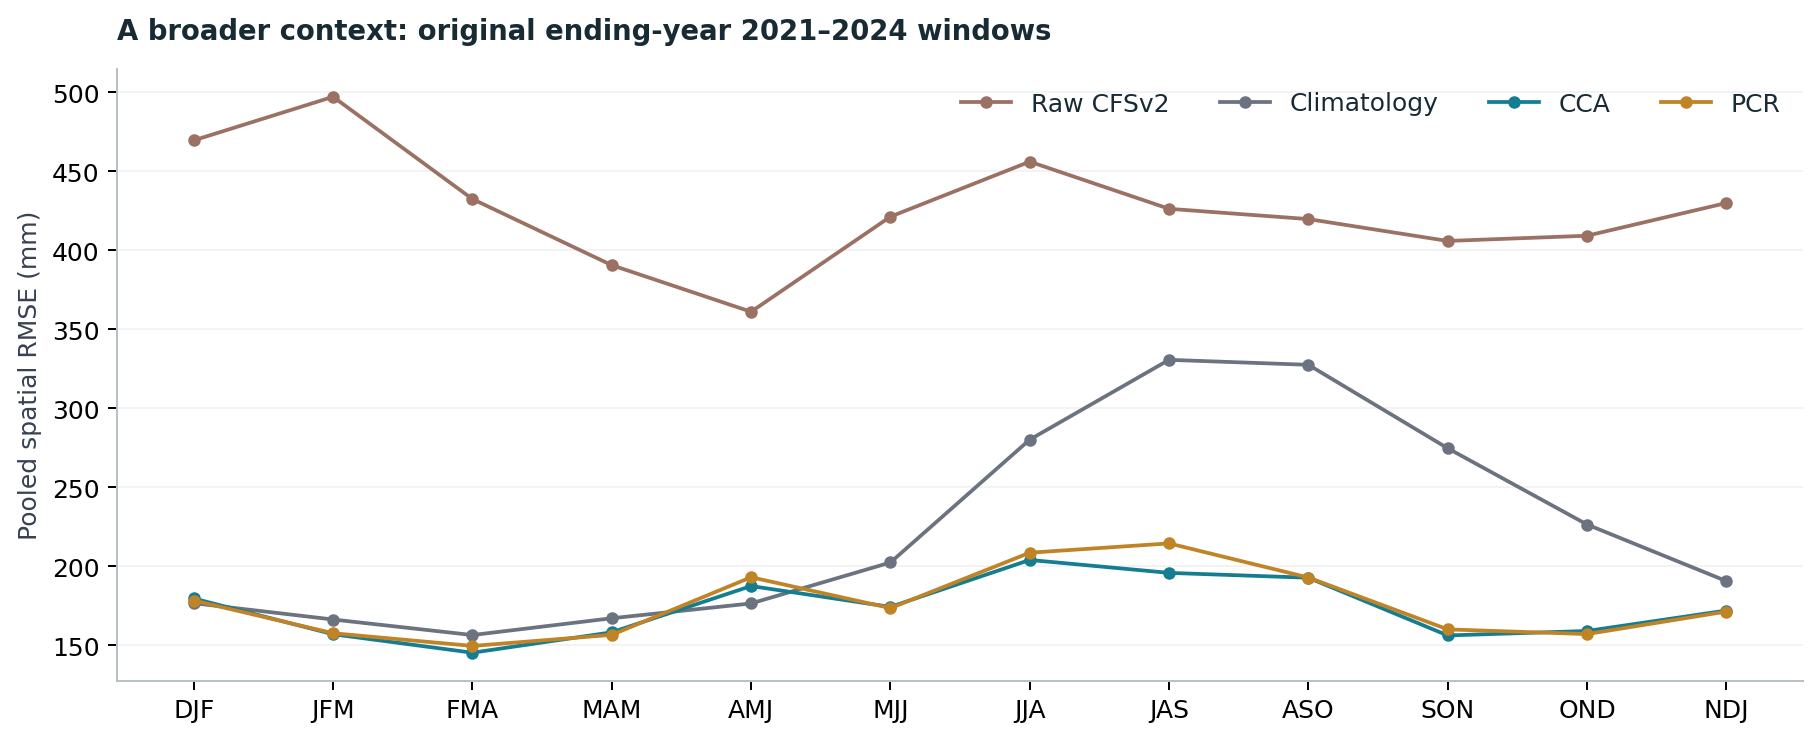 A broader context: original ending-year 2021–2024 windows
Raw CFSv2 Climatology CCA PCR
Pooled spatial RMSE (mm)
500
450
400
350
300
250
200
150
DJF JFM FMA MAM AMJ MJJ JJA JAS ASO SON OND NDJ